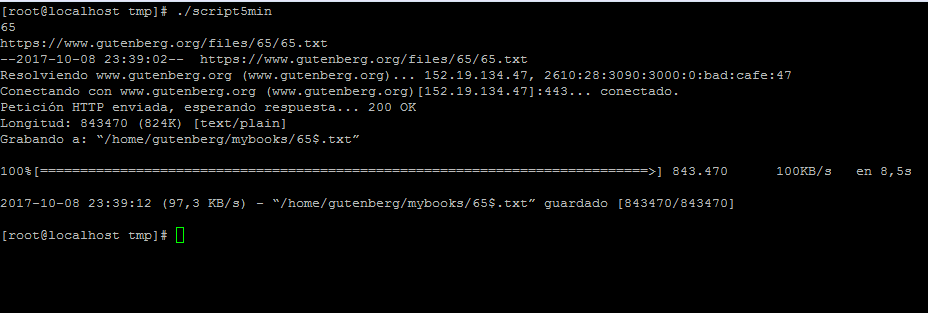 [root@localhost tmp]# ./script5min
65
https://www.gutenberg.org/files/65/65.txt
--2017-10-08 23:39:02--  https://www.gutenberg.org/files/65/65.txt
Resolviendo www.gutenberg.org (www.gutenberg.org)... 152.19.134.47, 2610:28:3090:3000:0:bad:cafe:47
Conectando con www.gutenberg.org (www.gutenberg.org)[152.19.134.47]:443... conectado.
Petición HTTP enviada, esperando respuesta... 200 OK
Longitud: 843470 (824K) [text/plain]
Grabando a: “/home/gutenberg/mybooks/65$.txt”
100%[============================================================================>] 843.470      100KB/s   en 8,5s
2017-10-08 23:39:12 (97,3 KB/s) - “/home/gutenberg/mybooks/65$.txt” guardado [843470/843470]
[root@localhost tmp]#